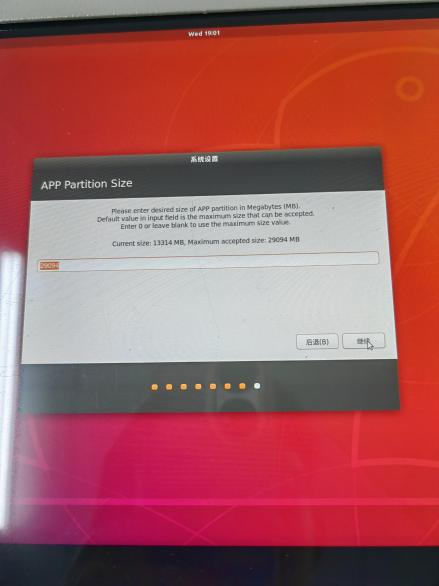 Wed 19:01
系统设置
APP Partition Size
Please enter desired size of APP partition in Megabytes (MB).
Default value in input field is the maximum size that can be accepted.
Enter 0 or leave blank to use the maximum size value.
Current size: 13314 MB, Maximum accepted size: 29094 MB
29094
后退(B)
继续